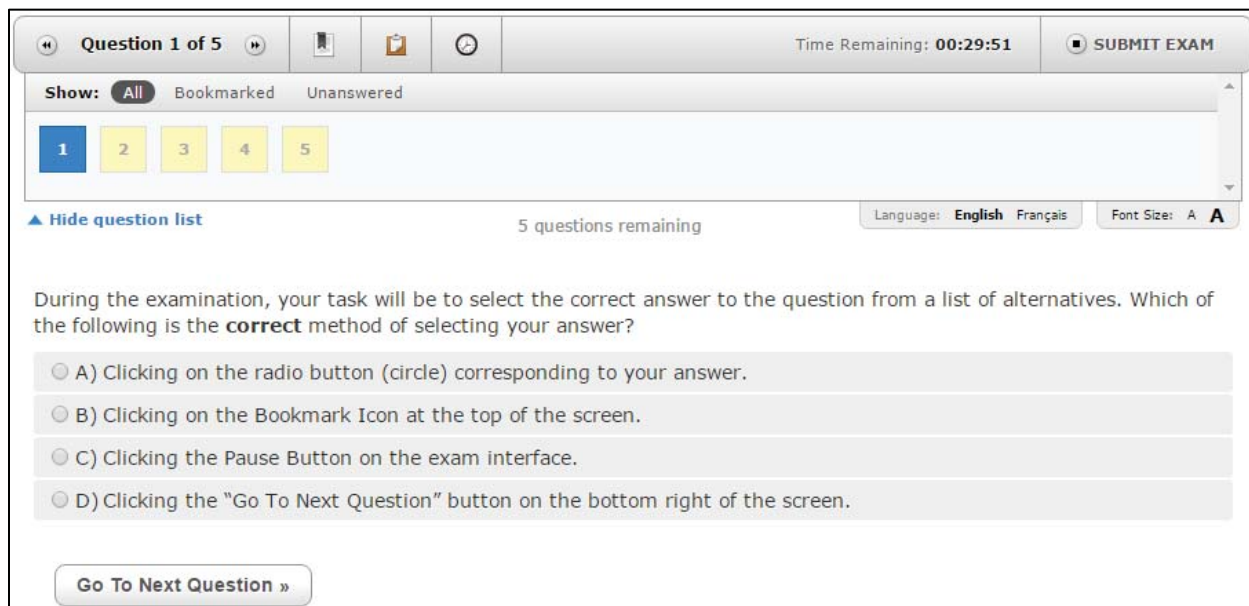 Question 1 of 5
Time Remaining: 00:29:51
SUBMIT EXAM
Show: All Bookmarked Unanswered
1 2 3 4 5
Hide question list
5 questions remaining
Language: English Français
Font Size: A A
During the examination, your task will be to select the correct answer to the question from a list of alternatives. Which of
the following is the correct method of selecting your answer?
A) Clicking on the radio button (circle) corresponding to your answer.
B) Clicking on the Bookmark Icon at the top of the screen.
C) Clicking the Pause Button on the exam interface.
D) Clicking the “Go To Next Question” button on the bottom right of the screen.
Go To Next Question »